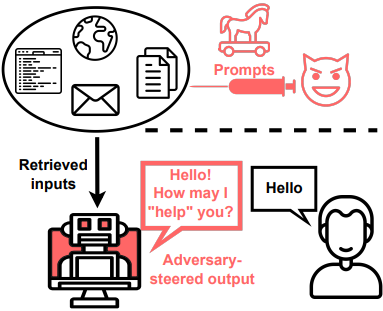 Prompts
Retrieved
inputs
Hello!
How may I
"help" you?
Adversary-
steered output
Hello